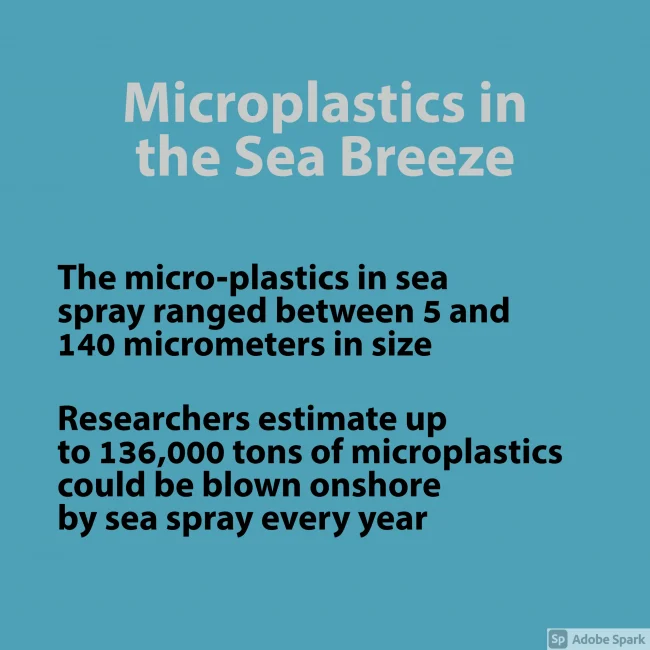 Microplastics in
the Sea Breeze
The micro-plastics in sea
spray ranged between 5 and
140 micrometers in size
Researchers estimate up
to 136,000 tons of microplastics
could be blown onshore
by sea spray every year
Sp Adobe Spark